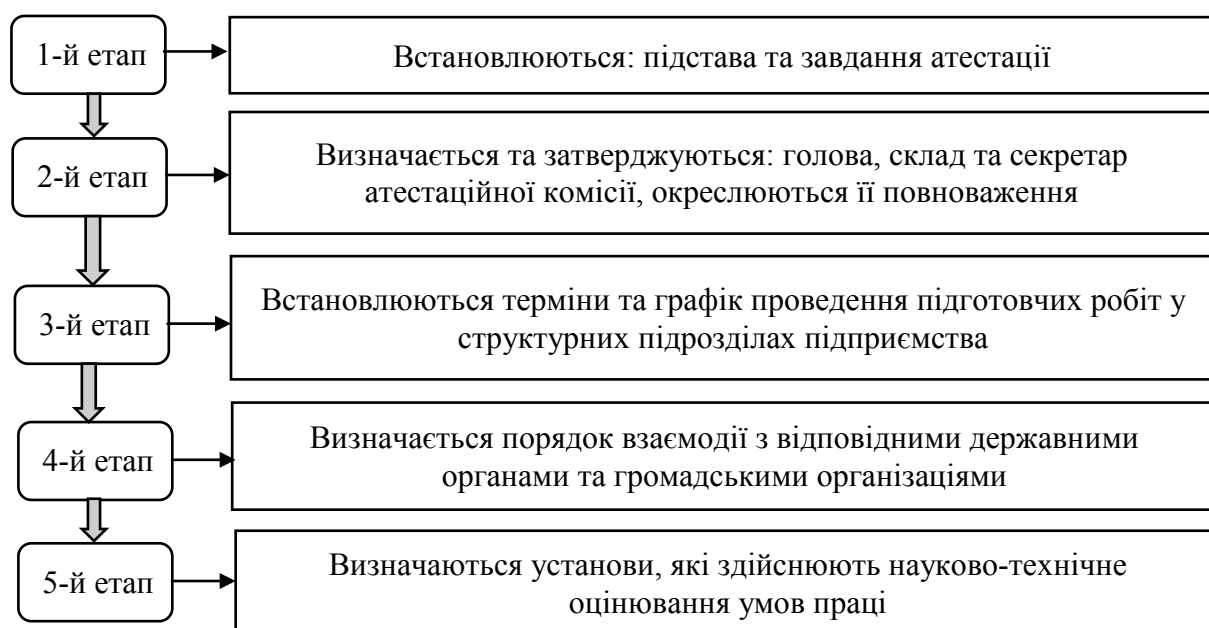 1-й етап
Встановлюються: підстава та завдання атестації
2-й етап
Визначається та затверджуються: голова, склад та секретар
атестаційної комісії, окреслюються її повноваження
3-й етап
Встановлюються терміни та графік проведення підготовчих робіт у
структурних підрозділах підприємства
4-й етап
Визначається порядок взаємодії з відповідними державними
органами та громадськими організаціями
5-й етап
Визначаються установи, які здійснюють науково-технічне
оцінювання умов праці